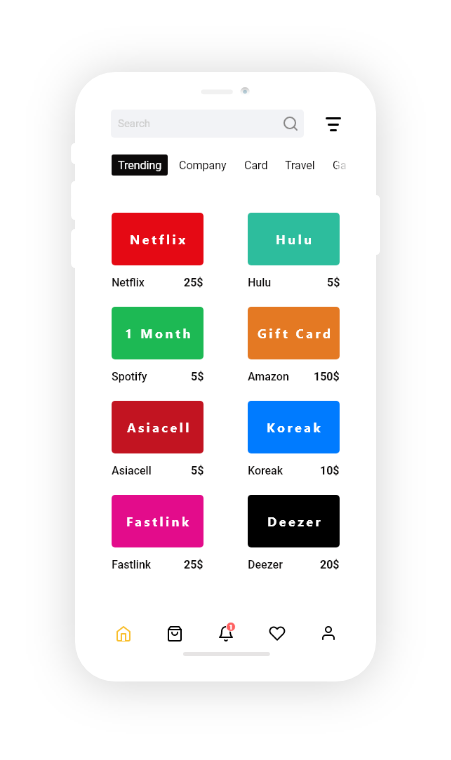 Search
Trending Company Card Travel Ga
Netflix Hulu
Netflix 25$ Hulu 5$
1 Month Gift Card
Spotify 5$ Amazon 150$
Asiacell Koreak
Asiacell 5$ Koreak 10$
Fastlink Deezer
Fastlink 25$ Deezer 20$
1